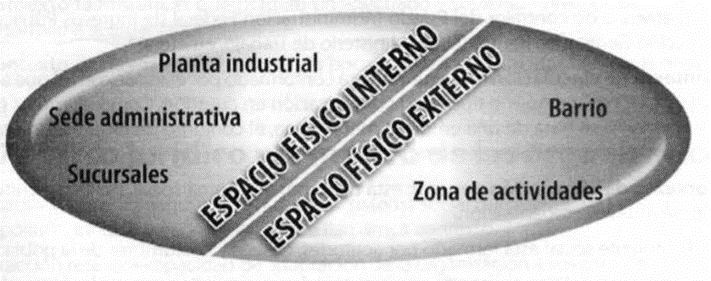 Planta industrial
Sede administrativa
Sucursales
ESPACIO FÍSICO INTERNO
ESPACIO FÍSICO EXTERNO
Barrio
Zona de actividades